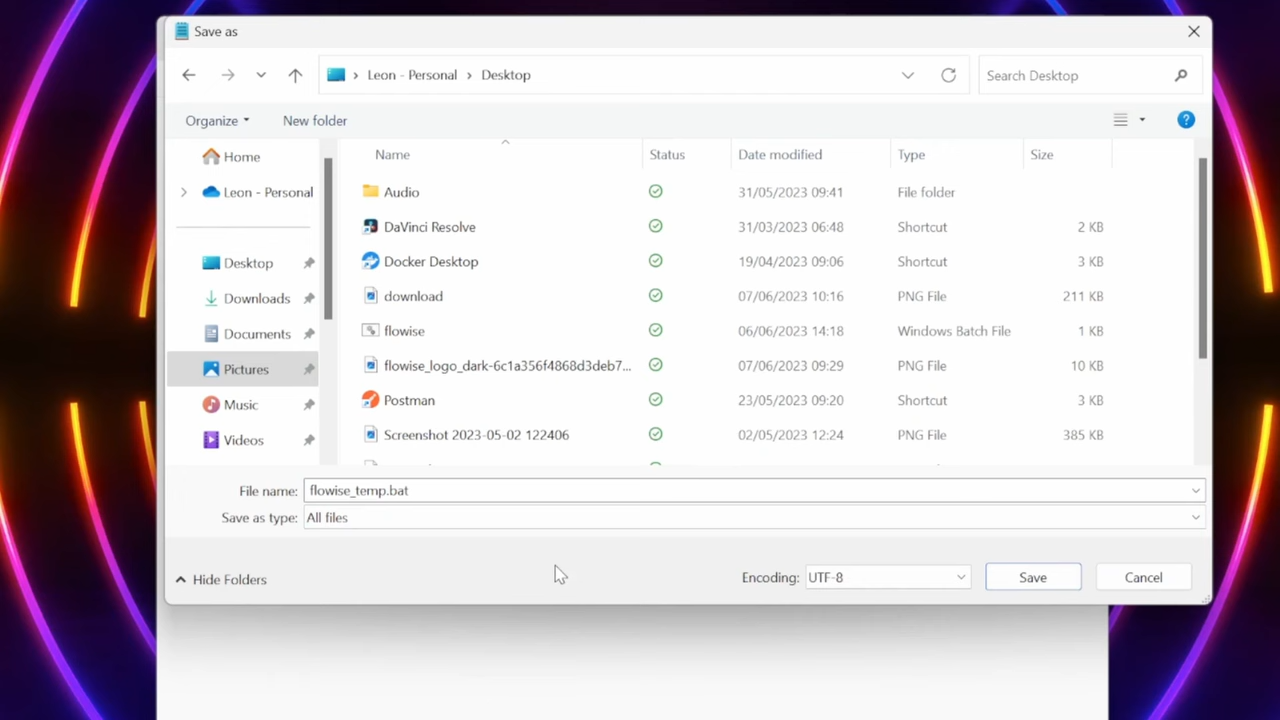 Save as
Leon - Personal > Desktop
Search Desktop
Organize
New folder
Name
Status
Date modified
Type
Size
Home
Leon - Personal
Desktop
Downloads
Documents
Pictures
Music
Videos
Audio 31/05/2023 09:41 File folder
DaVinci Resolve 31/03/2023 06:48 Shortcut 2 KB
Docker Desktop 19/04/2023 09:06 Shortcut 3 KB
download 07/06/2023 10:16 PNG File 211 KB
flowise 06/06/2023 14:18 Windows Batch File 1 KB
flowise_logo_dark-6c1a356f4868d3deb7... 07/06/2023 09:29 PNG File 10 KB
Postman 23/05/2023 09:20 Shortcut 3 KB
Screenshot 2023-05-02 122406 02/05/2023 12:24 PNG File 385 KB
File name: flowise_temp.bat
Save as type: All files
Hide Folders
Encoding: UTF-8
Save
Cancel